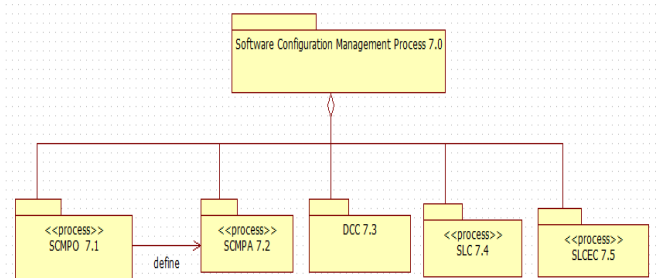 Software Configuration Management Process 7.0
<<process>>
SCMPO 7.1
define
<<process>>
SCMPA 7.2
DCC 7.3
<<process>>
SLC 7.4
<<process>>
SLCEC 7.5